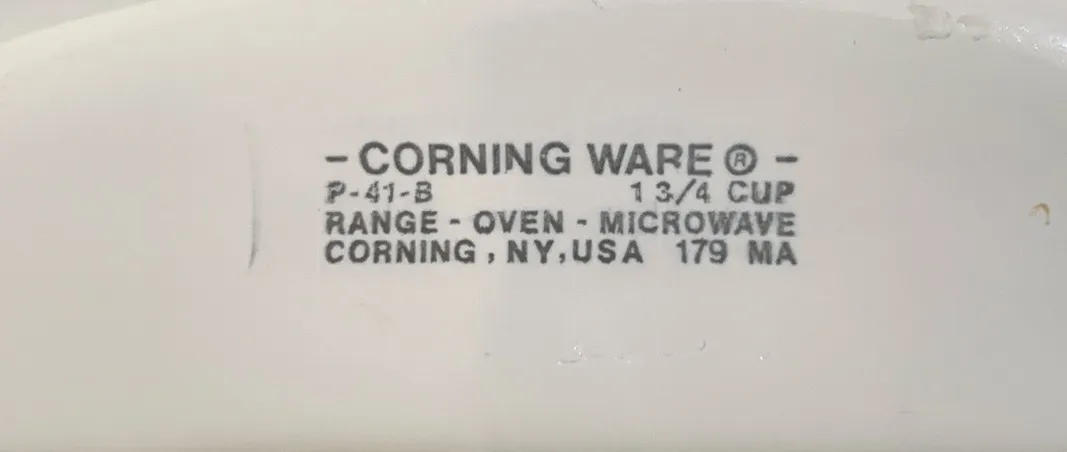 - CORNING WARE ® -
P-41-B 1 3/4 CUP
RANGE - OVEN - MICROWAVE
CORNING, NY, USA 179 MA